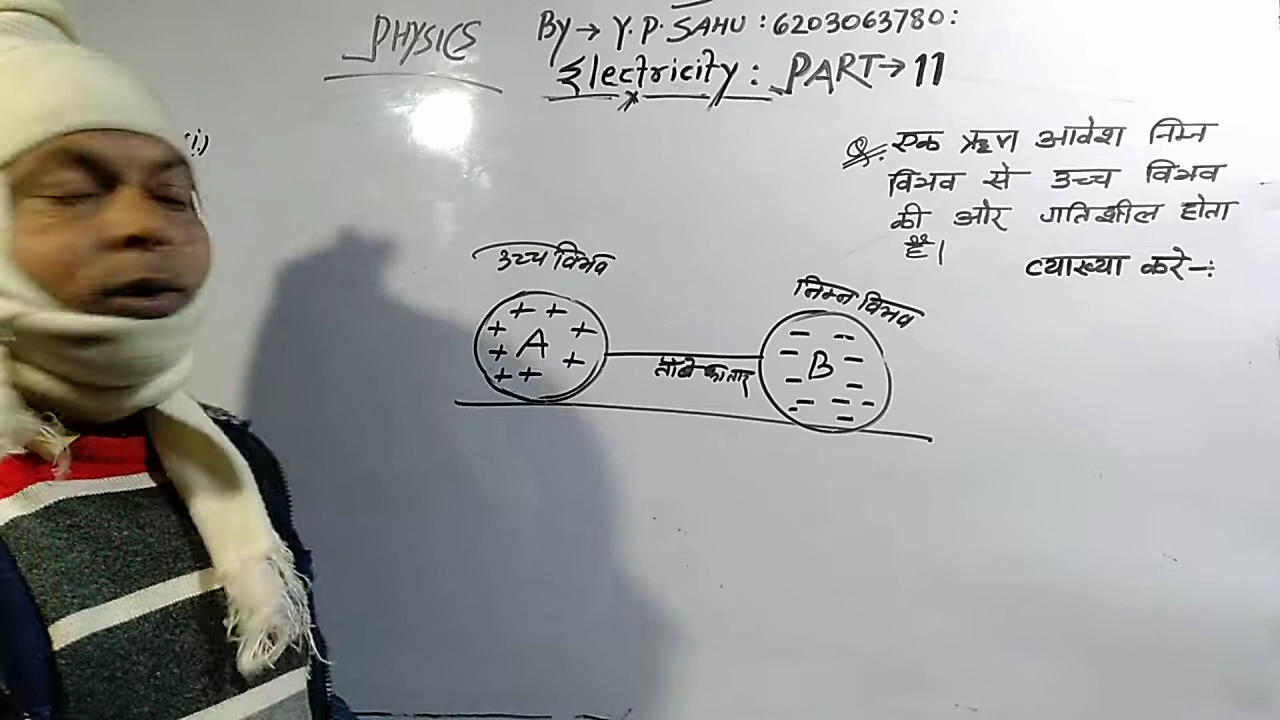 PHYSICS By → Y.P. SAHU : 6203063780:
Electricity : PART → 11
(i.)
Q. एक ऋण आवेश निम्न
विभव से उच्च विभव
की ओर गतिशील होता
है।
व्याख्या करे-:
उच्च विभव
निम्न विभव
A
तांबे का तार
B